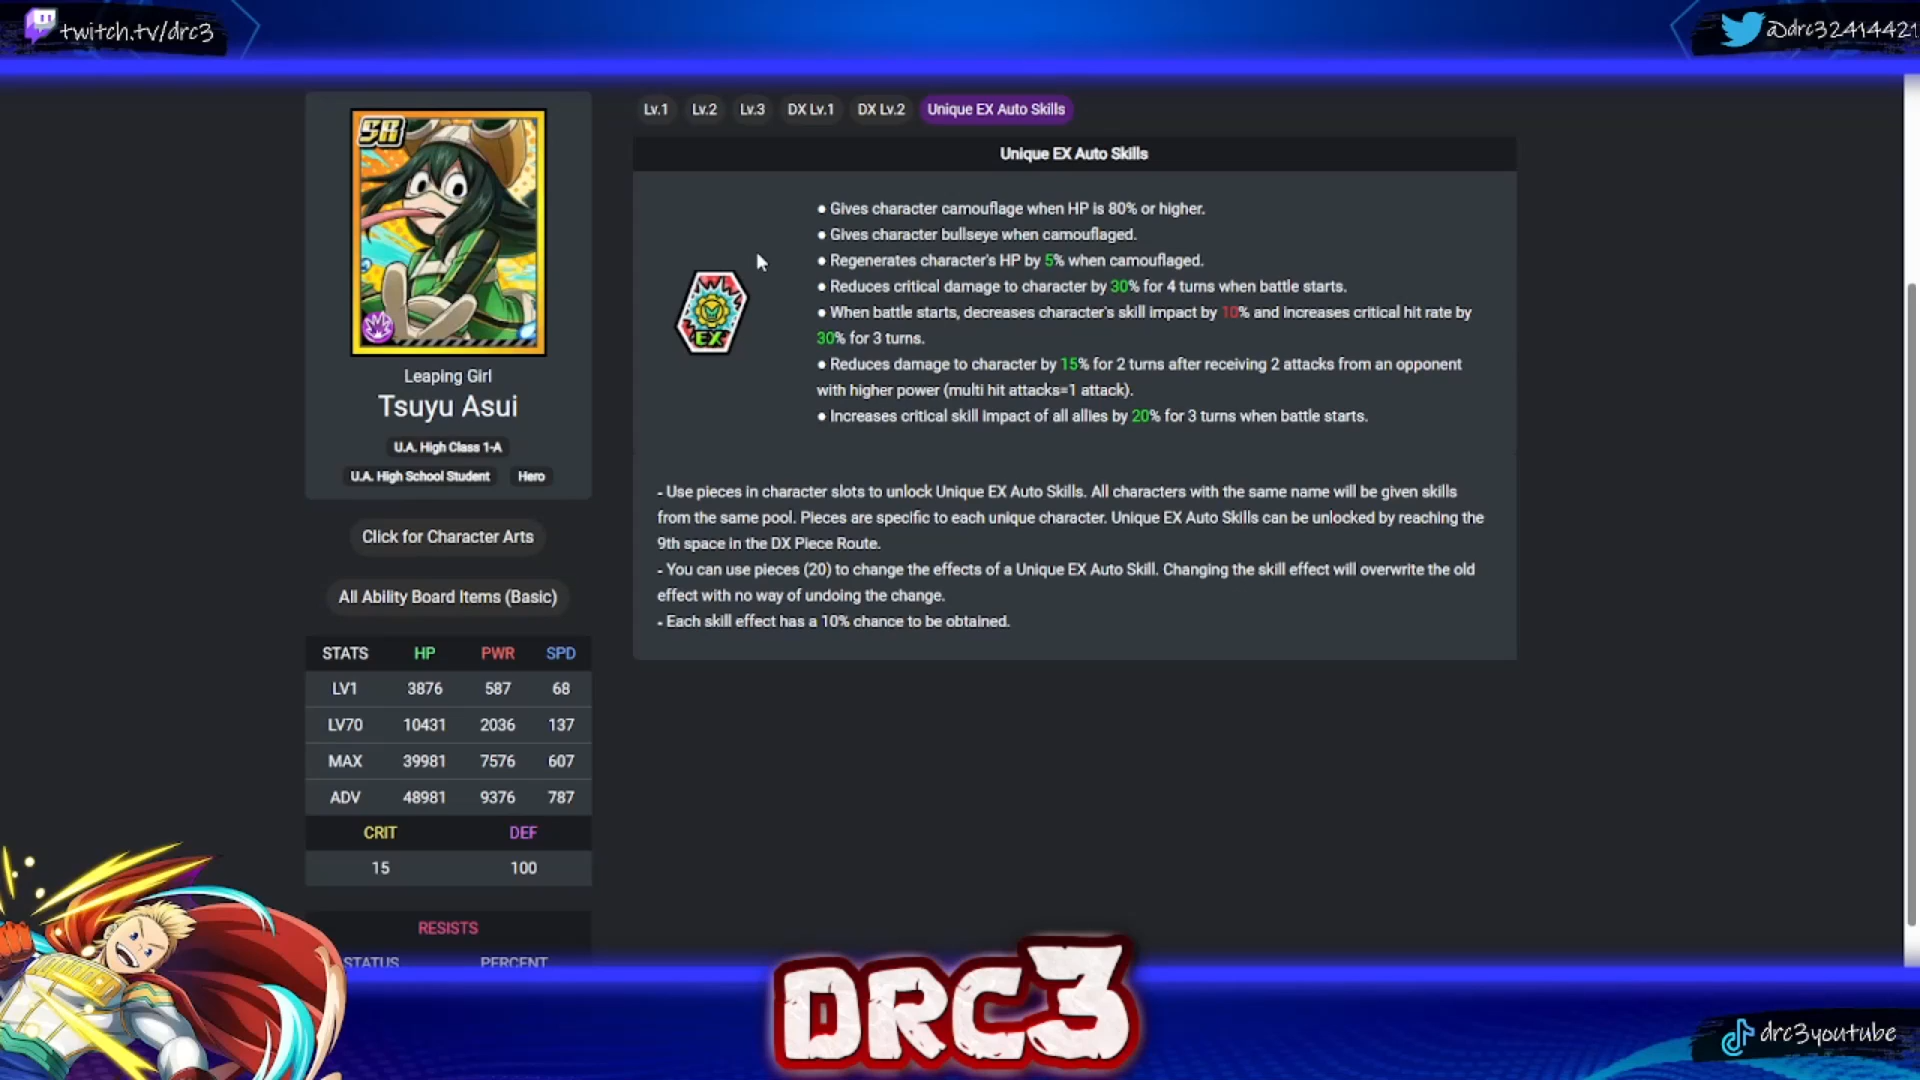 twitch.tv/drc3
@drc32414421
SR
Leaping Girl
Tsuyu Asui
U.A. High Class 1-A
U.A. High School Student Hero
Click for Character Arts
All Ability Board Items (Basic)
STATS HP PWR SPD
LV1 3876 587 68
LV70 10431 2036 137
MAX 39981 7576 607
ADV 48981 9376 787
CRIT DEF
15 100
RESISTS
STATUS PERCENT
Lv.1 Lv.2 Lv.3 DX Lv.1 DX Lv.2 Unique EX Auto Skills
Unique EX Auto Skills
EX
● Gives character camouflage when HP is 80% or higher.
● Gives character bullseye when camouflaged.
● Regenerates character's HP by 5% when camouflaged.
● Reduces critical damage to character by 30% for 4 turns when battle starts.
● When battle starts, decreases character's skill impact by 10% and increases critical hit rate by
30% for 3 turns.
● Reduces damage to character by 15% for 2 turns after receiving 2 attacks from an opponent
with higher power (multi hit attacks=1 attack).
● Increases critical skill impact of all allies by 20% for 3 turns when battle starts.
- Use pieces in character slots to unlock Unique EX Auto Skills. All characters with the same name will be given skills
from the same pool. Pieces are specific to each unique character. Unique EX Auto Skills can be unlocked by reaching the
9th space in the DX Piece Route.
- You can use pieces (20) to change the effects of a Unique EX Auto Skill. Changing the skill effect will overwrite the old
effect with no way of undoing the change.
- Each skill effect has a 10% chance to be obtained.
DRC3
drc3youtube